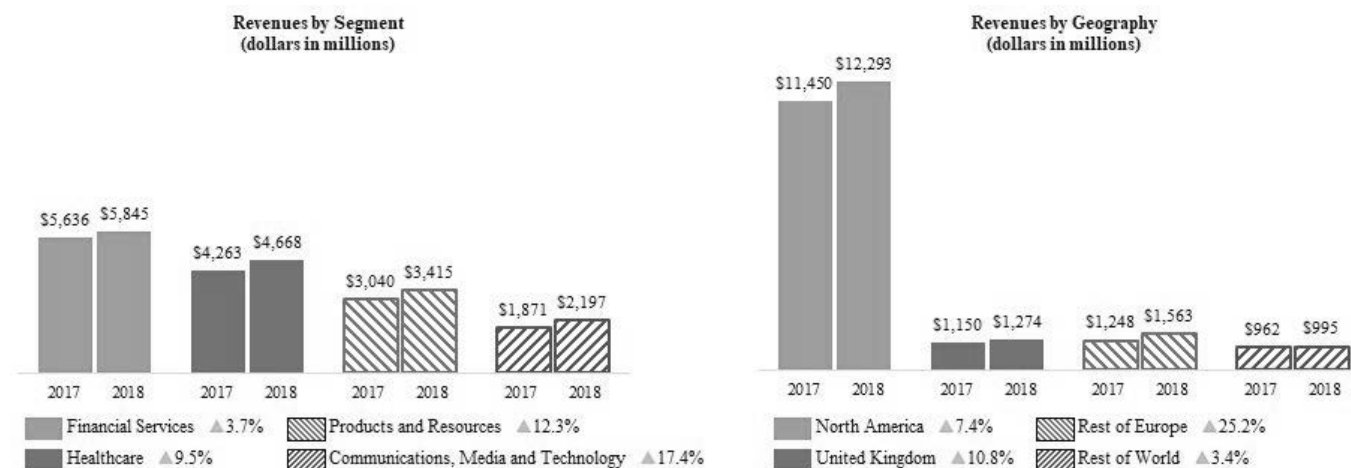 Revenues by Segment
(dollars in millions)
$5,636 $5,845
$4,263 $4,668
$3,040 $3,415
$1,871 $2,197
2017 2018 2017 2018 2017 2018 2017 2018
Financial Services ▲3.7% Products and Resources ▲12.3%
Healthcare ▲9.5% Communications, Media and Technology ▲17.4%
Revenues by Geography
(dollars in millions)
$11,450 $12,293
$1,150 $1,274
$1,248 $1,563
$962 $995
2017 2018 2017 2018 2017 2018 2017 2018
North America ▲7.4% Rest of Europe ▲25.2%
United Kingdom ▲10.8% Rest of World ▲3.4%